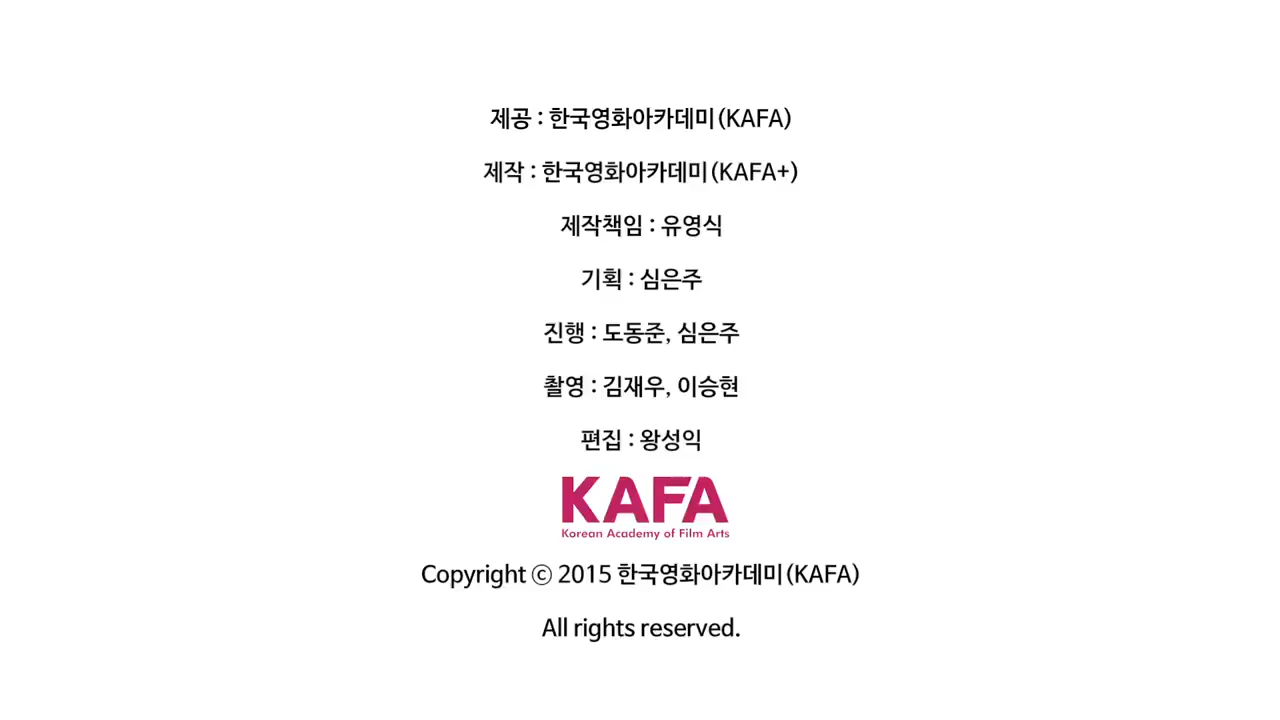 제공 : 한국영화아카데미(KAFA)
제작 : 한국영화아카데미(KAFA+)
제작책임 : 유영식
기획 : 심은주
진행 : 도동준, 심은주
촬영 : 김재우, 이승현
편집 : 왕성익
KAFA
Korean Academy of Film Arts
Copyright ⓒ 2015 한국영화아카데미(KAFA)
All rights reserved.